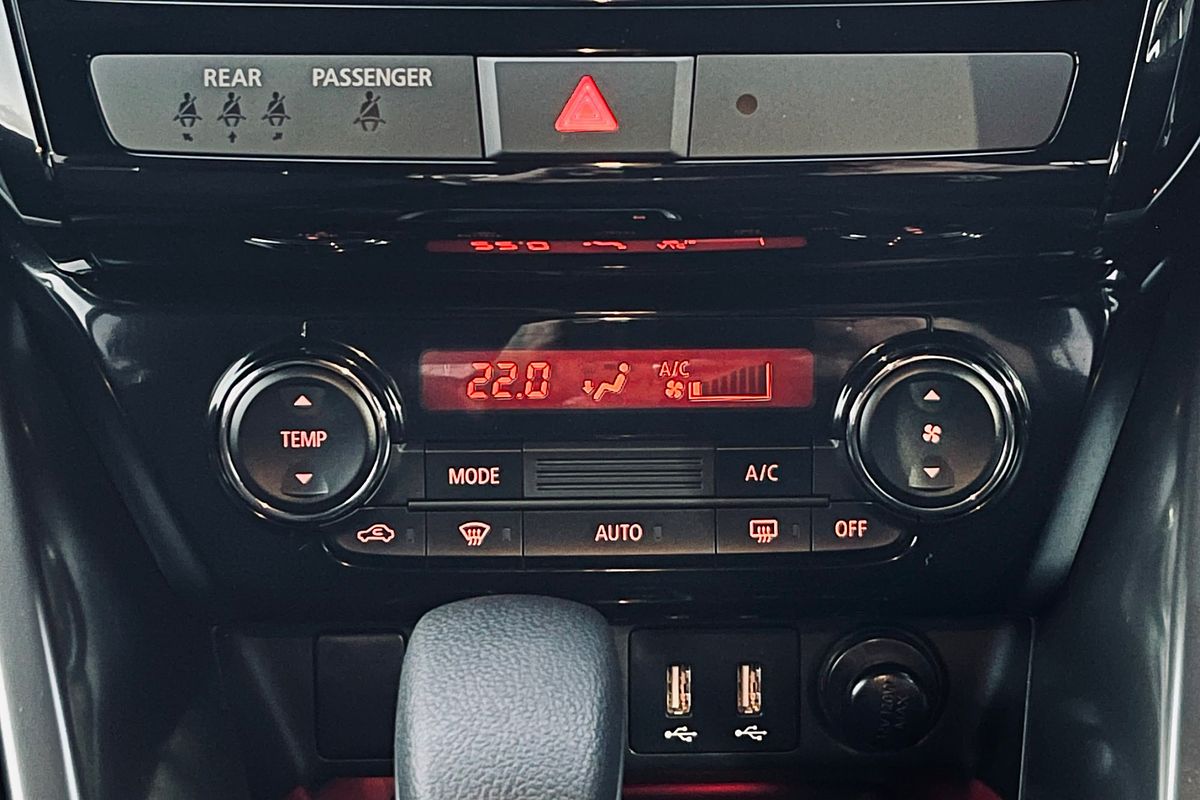 REAR PASSENGER
22.0 A/C
TEMP
MODE A/C
AUTO OFF